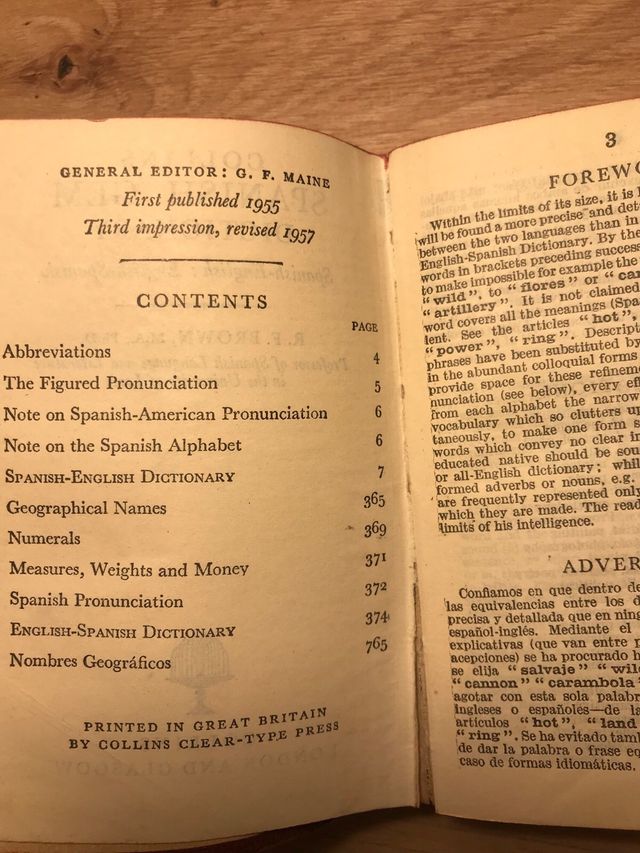 GENERAL EDITOR: G. F. MAINE
First published 1955
Third impression, revised 1957
CONTENTS
PAGE
Abbreviations 4
The Figured Pronunciation 5
Note on Spanish-American Pronunciation 6
Note on the Spanish Alphabet 6
SPANISH-ENGLISH DICTIONARY 7
Geographical Names 365
Numerals 369
Measures, Weights and Money 371
Spanish Pronunciation 372
ENGLISH-SPANISH DICTIONARY 374
Nombres Geográficos 765
PRINTED IN GREAT BRITAIN
BY COLLINS CLEAR-TYPE PRESS
3
FOREWO
Within the limits of its size, it is
will be found a more precise and det
between the two languages than in
English-Spanish Dictionary. By the
words in brackets preceding success
to make impossible for example the
"wild", to "flores" or "can
"artillery". It is not claimed
word covers all the meanings (Spa
lent. See the articles "hot",
"power", "ring". Descript
phrases have been substituted by
in the abundant colloquial forms
provide space for these refineme
nunciation (see below), every ef
from each alphabet the narrow
vocabulary which so clutters up
taneously, to make one form s
words which convey no clear in
educated native should be sou
or all-English dictionary; whi
formed adverbs or nouns, e.g.
are frequently represented only
which they are made. The read
limits of his intelligence.
ADVER
Confiamos en que dentro de
las equivalencias entre los d
precisa y detallada que en ning
español-inglés. Mediante el
explicativas (que van entre p
acepciones) se ha procurado h
se elija "salvaje" "wil
"cannon" "carambola"
agotar con esta sola palabr
ingleses o españoles—de la
artículos "hot", "land
"ring". Se ha evitado tamb
de dar la palabra o frase eq
caso de formas idiomáticas.